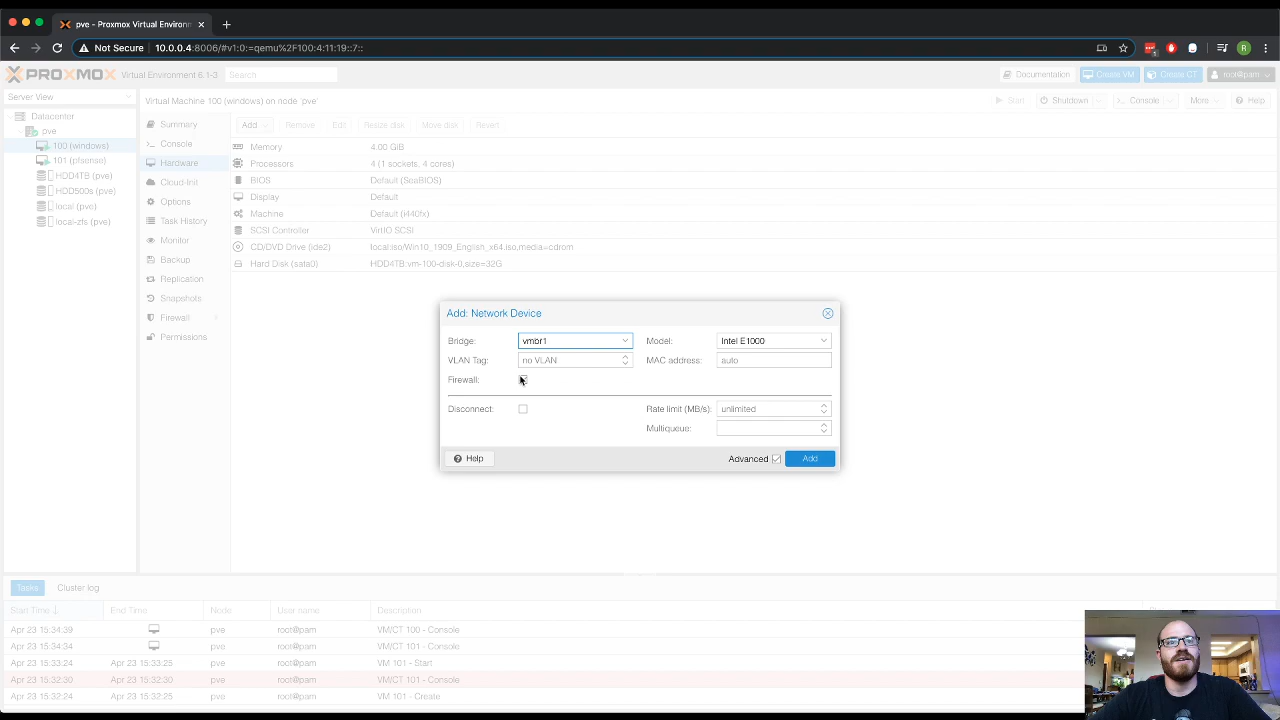 pve - Proxmox Virtual Environm
Not Secure 10.0.0.4:8006/#v1:0:=qemu%2F100:4:11:19::7::
R
PROXMOX Virtual Environment 6.1-3 Search Documentation Create VM Create CT root@pam
Server View
Virtual Machine 100 (windows) on node 'pve' Start Shutdown Console More Help
Datacenter
pve
100 (windows)
101 (pfsense)
HDD4TB (pve)
HDD500s (pve)
local (pve)
local-zfs (pve)
Summary
Console
Hardware
Cloud-Init
Options
Task History
Monitor
Backup
Replication
Snapshots
Firewall
Permissions
Add Remove Edit Resize disk Move disk Revert
Memory 4.00 GiB
Processors 4 (1 sockets, 4 cores)
BIOS Default (SeaBIOS)
Display Default
Machine Default (i440fx)
SCSI Controller VirtIO SCSI
CD/DVD Drive (ide2) local:iso/Win10_1909_English_x64.iso,media=cdrom
Hard Disk (sata0) HDD4TB:vm-100-disk-0,size=32G
Add: Network Device
Bridge: vmbr1 Model: Intel E1000
VLAN Tag: no VLAN MAC address: auto
Firewall:
Disconnect: Rate limit (MB/s): unlimited
Multiqueue:
Help Advanced Add
Tasks Cluster log
Start Time End Time Node User name Description
Apr 23 15:34:39 pve root@pam VM/CT 100 - Console
Apr 23 15:34:34 pve root@pam VM/CT 101 - Console
Apr 23 15:33:24 Apr 23 15:33:25 pve root@pam VM 101 - Start
Apr 23 15:32:30 Apr 23 15:32:30 pve root@pam VM/CT 101 - Console
Apr 23 15:32:24 Apr 23 15:32:25 pve root@pam VM 101 - Create